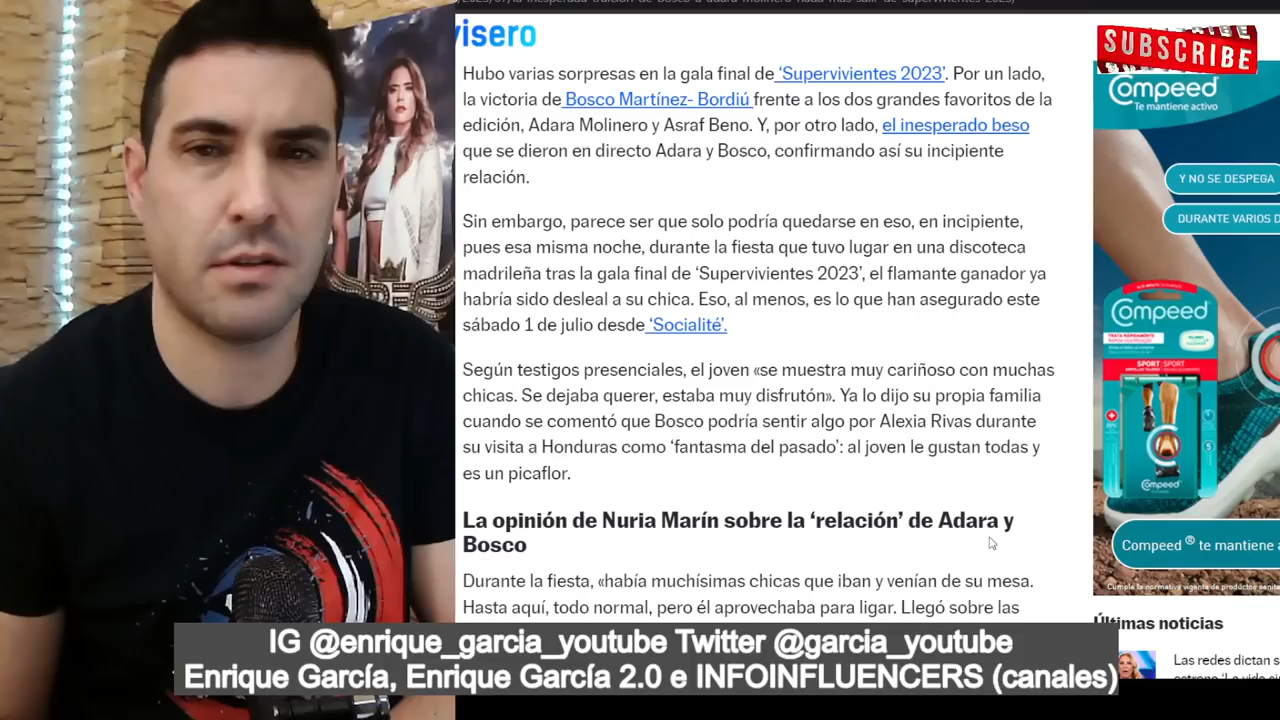 visero
SUBSCRIBE
Hubo varias sorpresas en la gala final de 'Supervivientes 2023'. Por un lado,
la victoria de Bosco Martínez- Bordiú frente a los dos grandes favoritos de la
edición, Adara Molinero y Asraf Beno. Y, por otro lado, el inesperado beso
que se dieron en directo Adara y Bosco, confirmando así su incipiente
relación.
Sin embargo, parece ser que solo podría quedarse en eso, en incipiente,
pues esa misma noche, durante la fiesta que tuvo lugar en una discoteca
madrileña tras la gala final de 'Supervivientes 2023', el flamante ganador ya
habría sido desleal a su chica. Eso, al menos, es lo que han asegurado este
sábado 1 de julio desde 'Socialité'.
Según testigos presenciales, el joven «se muestra muy cariñoso con muchas
chicas. Se dejaba querer, estaba muy disfrutón». Ya lo dijo su propia familia
cuando se comentó que Bosco podría sentir algo por Alexia Rivas durante
su visita a Honduras como 'fantasma del pasado': al joven le gustan todas y
es un picaflor.
La opinión de Nuria Marín sobre la 'relación' de Adara y
Bosco
Durante la fiesta, «había muchísimas chicas que iban y venían de su mesa.
Hasta aquí, todo normal, pero él aprovechaba para ligar. Llegó sobre las
Compeed
Te mantiene activo
Y NO SE DESPEGA
DURANTE VARIOS D
Compeed
SPORT
Compeed
Compeed ® te mantiene a
Últimas noticias
Las redes dictan s
IG @enrique_garcia_youtube Twitter @garcia_youtube
Enrique García, Enrique García 2.0 e INFOINFLUENCERS (canales)